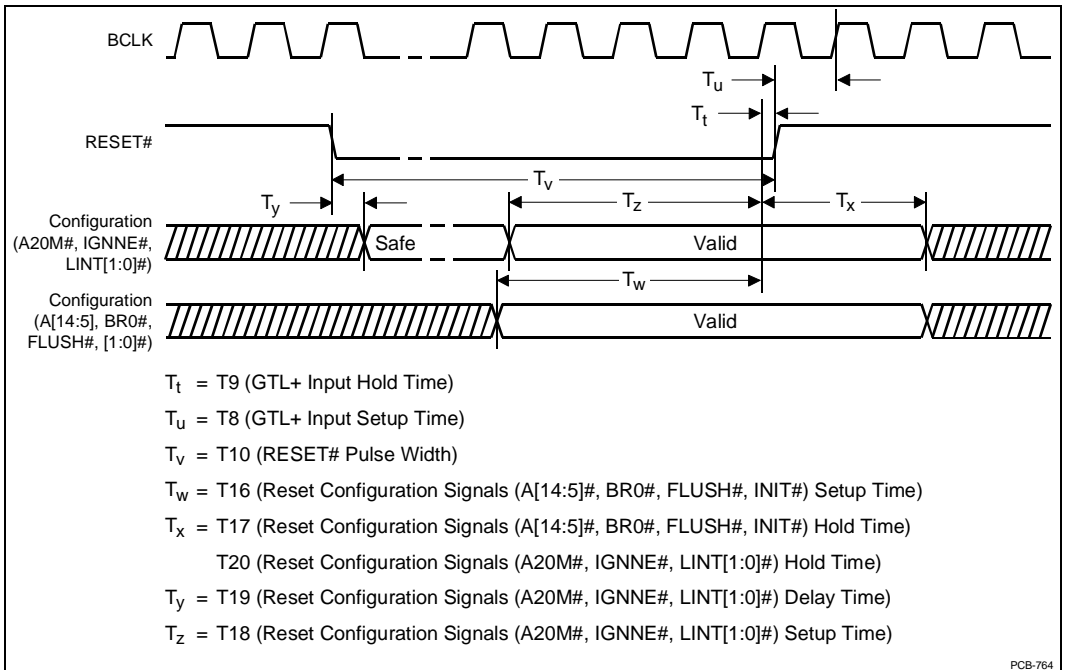 BCLK
Tu
Tt
RESET#
Tv
Ty
Tz
Tx
Configuration
(A20M#, IGNNE#,
LINT[1:0]#)
Safe
Valid
Tw
Configuration
(A[14:5], BR0#,
FLUSH#, [1:0]#)
Valid
Tt = T9 (GTL+ Input Hold Time)
Tu = T8 (GTL+ Input Setup Time)
Tv = T10 (RESET# Pulse Width)
Tw = T16 (Reset Configuration Signals (A[14:5]#, BR0#, FLUSH#, INIT#) Setup Time)
Tx = T17 (Reset Configuration Signals (A[14:5]#, BR0#, FLUSH#, INIT#) Hold Time)
T20 (Reset Configuration Signals (A20M#, IGNNE#, LINT[1:0]#) Hold Time)
Ty = T19 (Reset Configuration Signals (A20M#, IGNNE#, LINT[1:0]#) Delay Time)
Tz = T18 (Reset Configuration Signals (A20M#, IGNNE#, LINT[1:0]#) Setup Time)
PCB-764